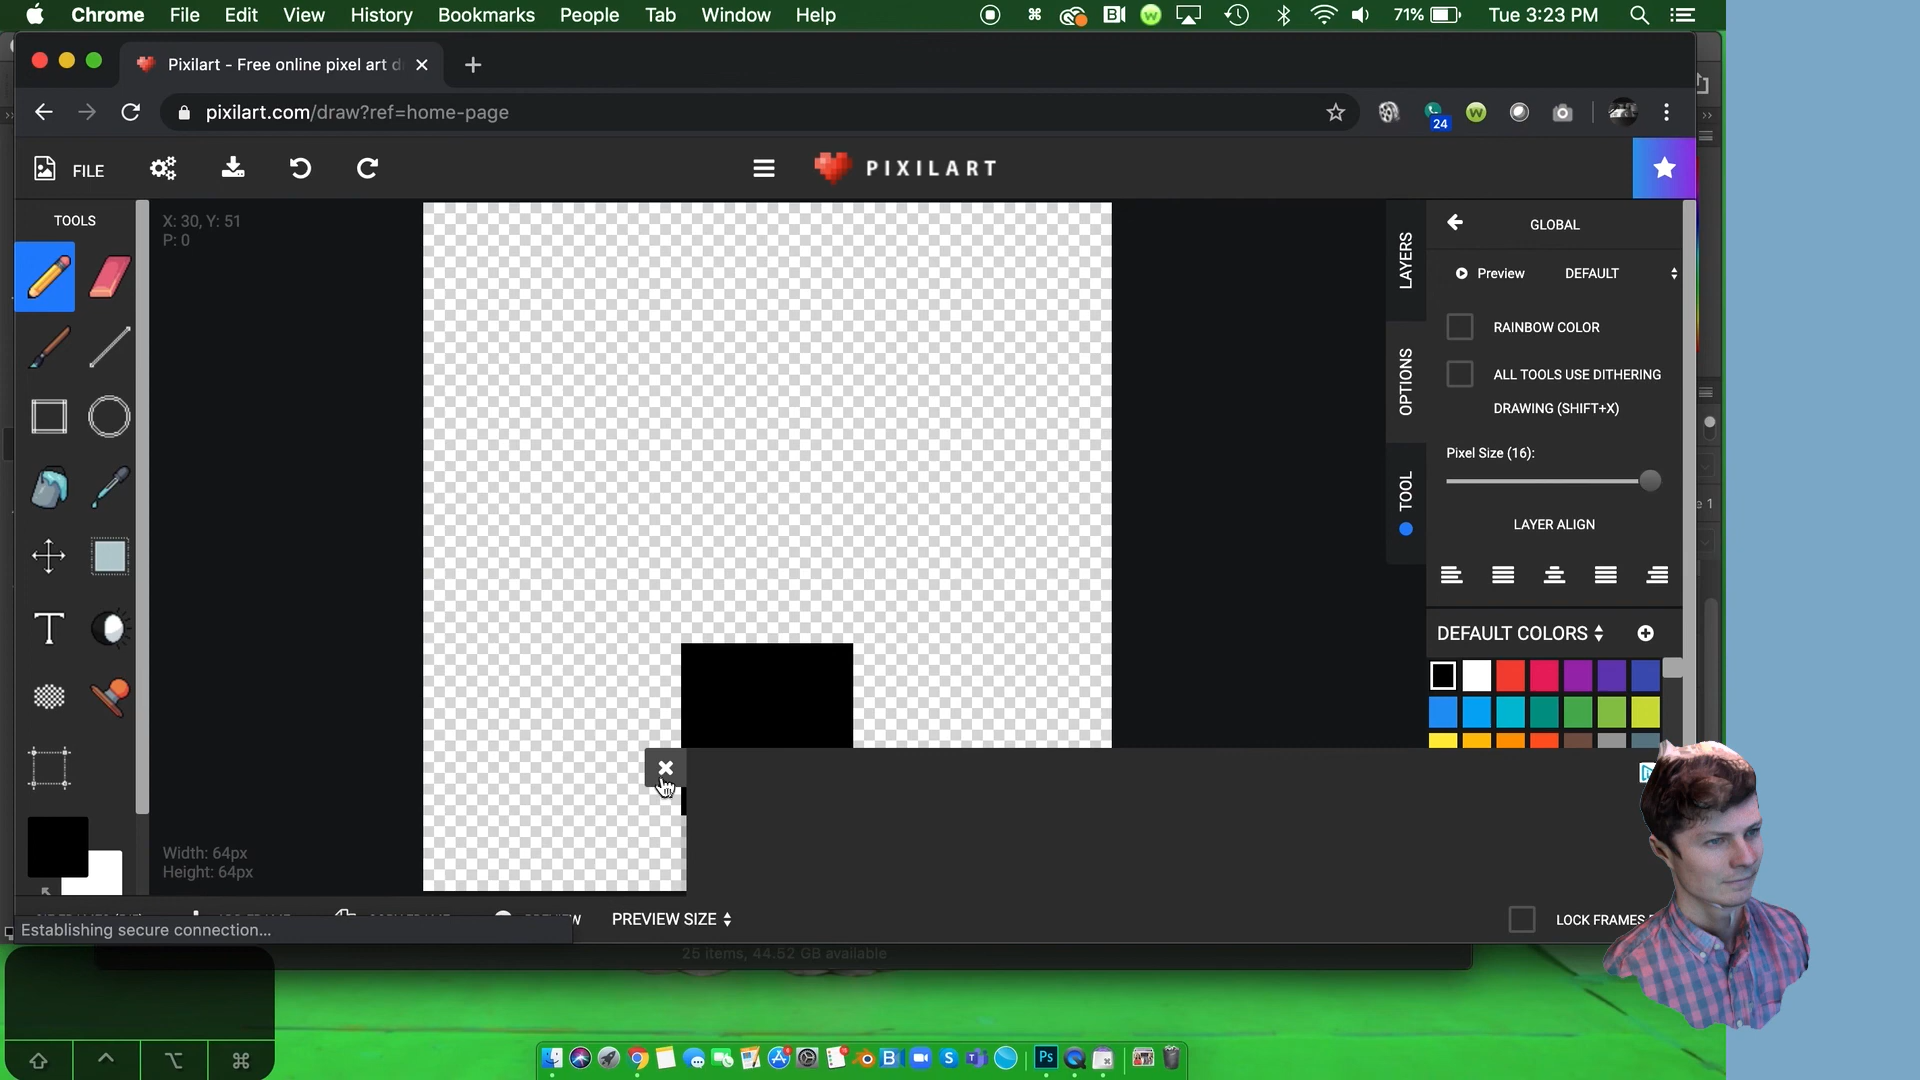 Chrome File Edit View History Bookmarks People Tab Window Help 71% Tue 3:23 PM
Pixilart - Free online pixel art d
pixilart.com/draw?ref=home-page
24
FILE
PIXILART
TOOLS
X: 30, Y: 51
P: 0
LAYERS
OPTIONS
TOOL
GLOBAL
Preview DEFAULT
RAINBOW COLOR
ALL TOOLS USE DITHERING
DRAWING (SHIFT+X)
Pixel Size (16):
LAYER ALIGN
DEFAULT COLORS
Width: 64px
Height: 64px
PREVIEW SIZE
LOCK FRAMES
Establishing secure connection...
25 items, 44.52 GB available